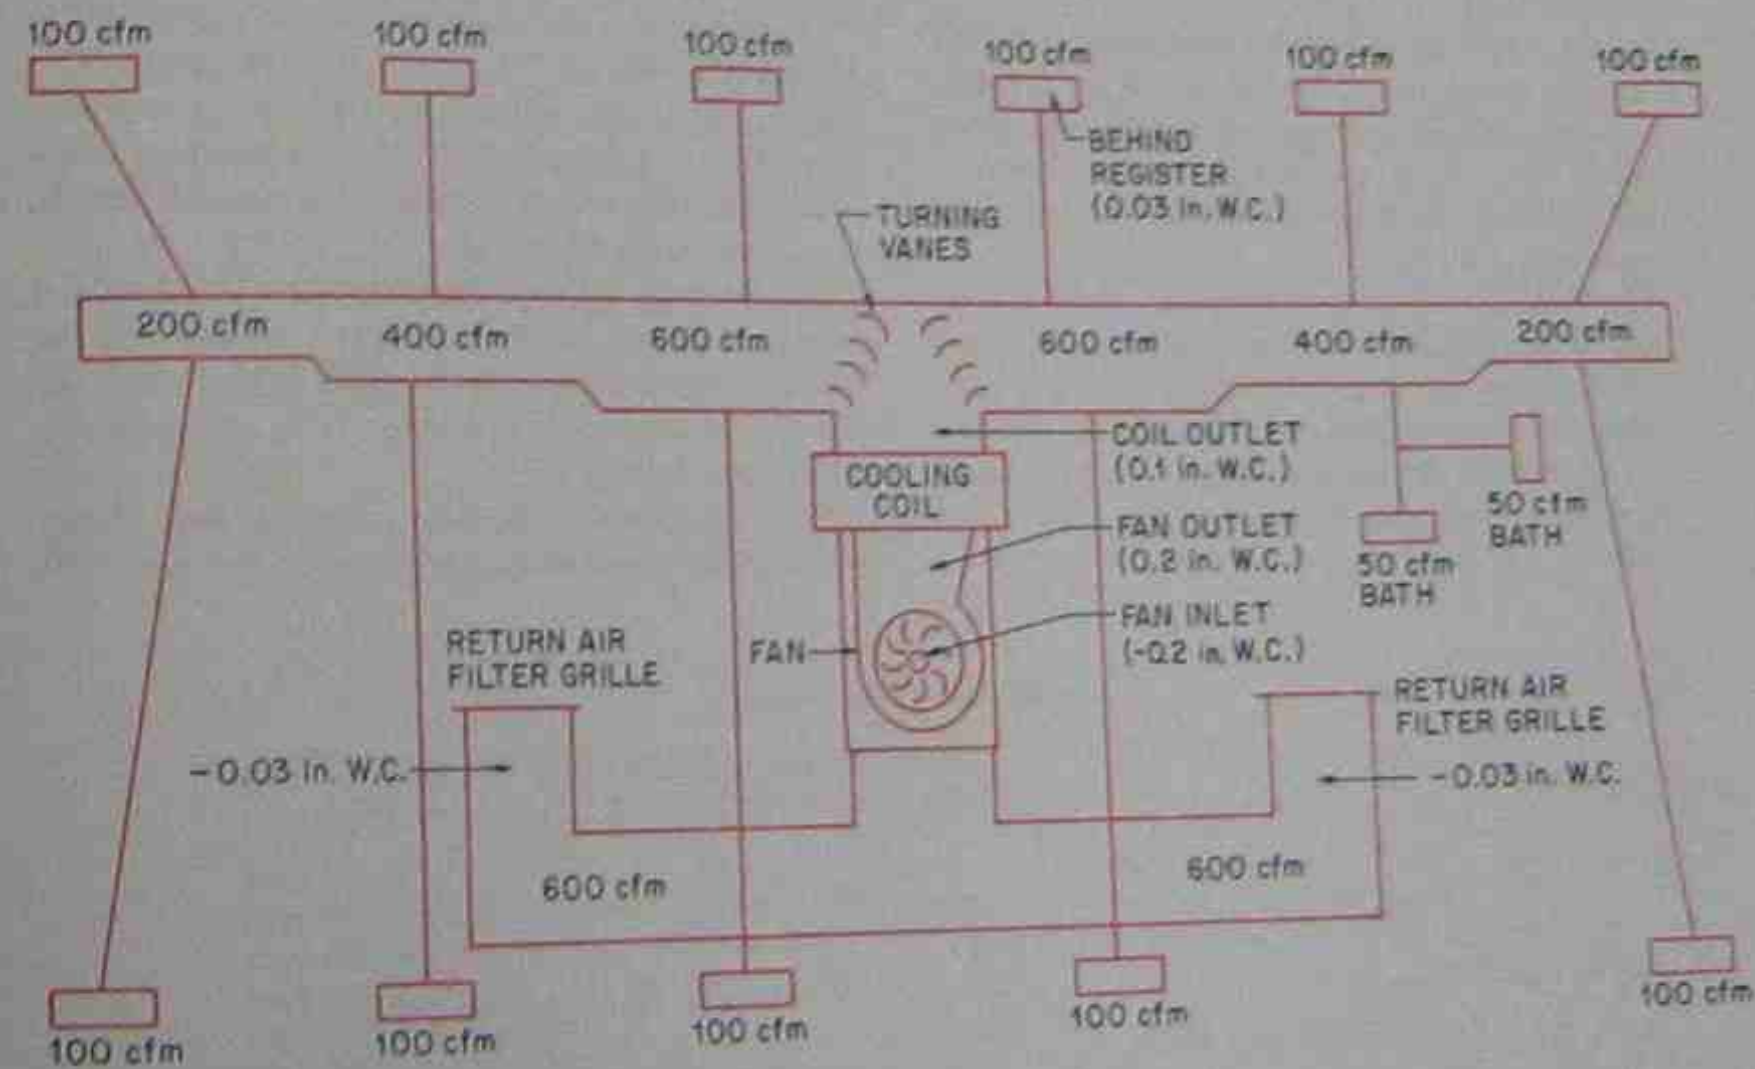 100 cfm
100 cfm
100 cfm
100 cfm
100 cfm
100 cfm
BEHIND
REGISTER
(0.03 in. W.C.)
TURNING
VANES
200 cfm
400 cfm
600 cfm
600 cfm
400 cfm
200 cfm
COIL OUTLET
(0.1 in. W.C.)
COOLING
COIL
50 cfm
BATH
FAN OUTLET
(0.2 in. W.C.)
50 cfm
BATH
FAN INLET
(-0.2 in. W.C.)
RETURN AIR
FILTER GRILLE
FAN
RETURN AIR
FILTER GRILLE
-0.03 in. W.C.
-0.03 in. W.C.
600 cfm
600 cfm
100 cfm
100 cfm
100 cfm
100 cfm
100 cfm